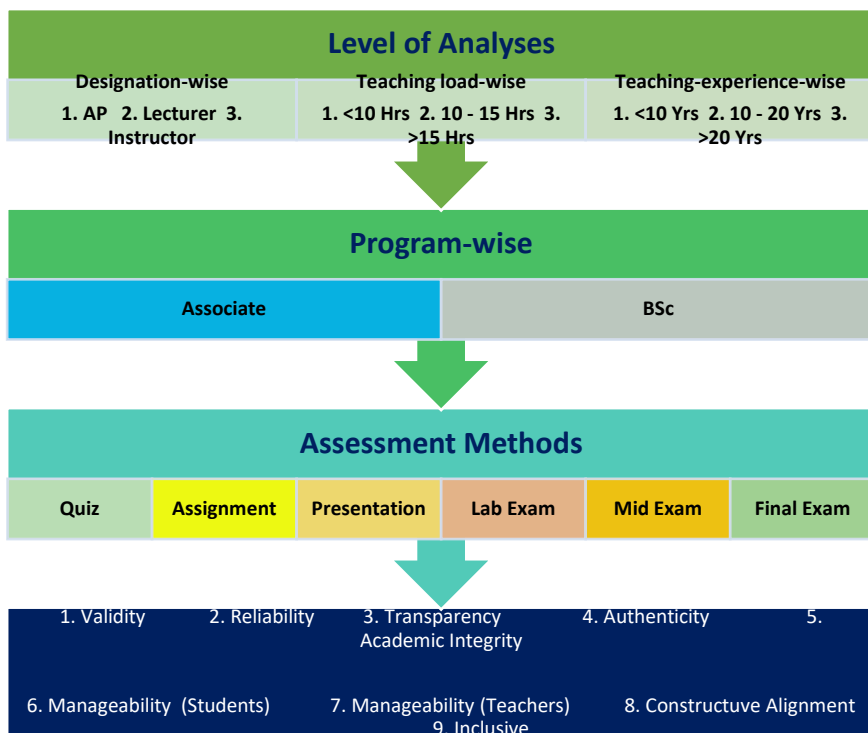 Level of Analyses
Designation-wise
1. AP 2. Lecturer 3.
Instructor
Teaching load-wise
1. <10 Hrs 2. 10 - 15 Hrs 3.
>15 Hrs
Teaching-experience-wise
1. <10 Yrs 2. 10 - 20 Yrs 3.
>20 Yrs
Program-wise
Associate
BSc
Assessment Methods
Quiz
Assignment
Presentation
Lab Exam
Mid Exam
Final Exam
1. Validity 2. Reliability 3. Transparency 4. Authenticity 5.
Academic Integrity
6. Manageability (Students) 7. Manageability (Teachers) 8. Constructuve Alignment
9. Inclusive